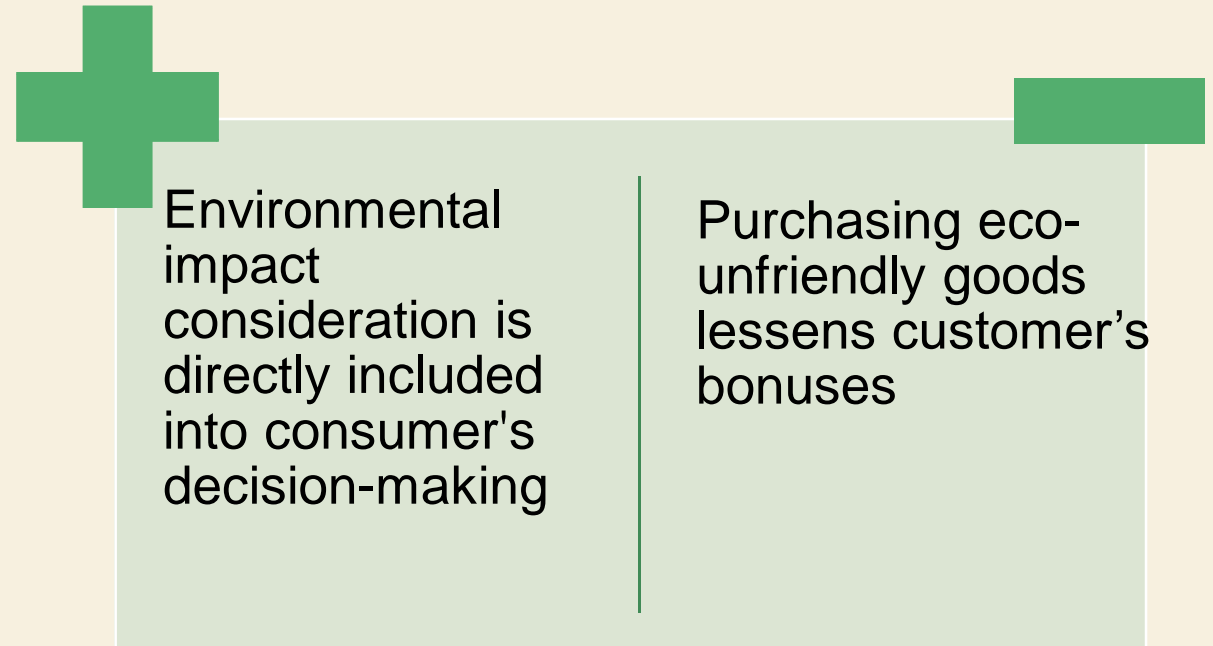 Environmental
impact
consideration is
directly included
into consumer's
decision-making
Purchasing eco-
unfriendly goods
lessens customer’s
bonuses